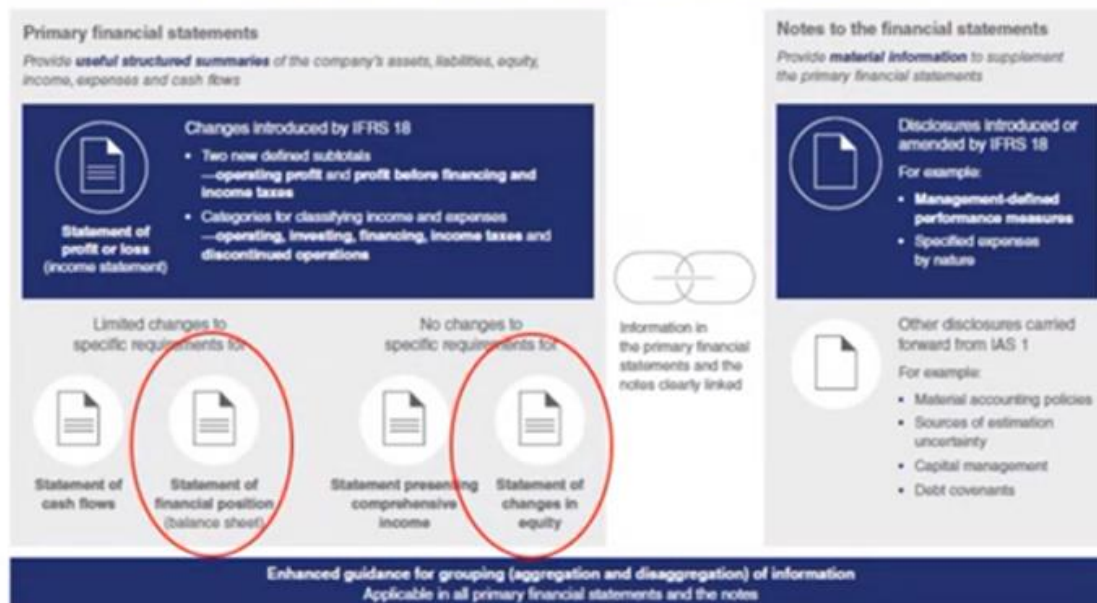 Primary financial statements
Provide useful structured summaries of the company's assets, liabilities, equity,
income, expenses and cash flows
Statement of
profit or loss
(income statement)
Changes introduced by IFRS 18
• Two new defined subtotals
—operating profit and profit before financing and
income taxes
• Categories for classifying income and expenses
—operating, investing, financing, income taxes and
discontinued operations
Limited changes to
specific requirements for
Statement of
cash flows
Statement of
financial position
(balance sheet)
No changes to
specific requirements for
Statement presenting
comprehensive
income
Statement of
changes in
equity
Information in
the primary financial
statements and the
notes clearly linked
Notes to the financial statements
Provide material information to supplement
the primary financial statements
Disclosures introduced or
amended by IFRS 18
For example:
• Management-defined
performance measures
• Specified expenses
by nature
Other disclosures carried
forward from IAS 1
For example:
• Material accounting policies
• Sources of estimation
uncertainty
• Capital management
• Debt covenants
Enhanced guidance for grouping (aggregation and disaggregation) of information
Applicable in all primary financial statements and the notes